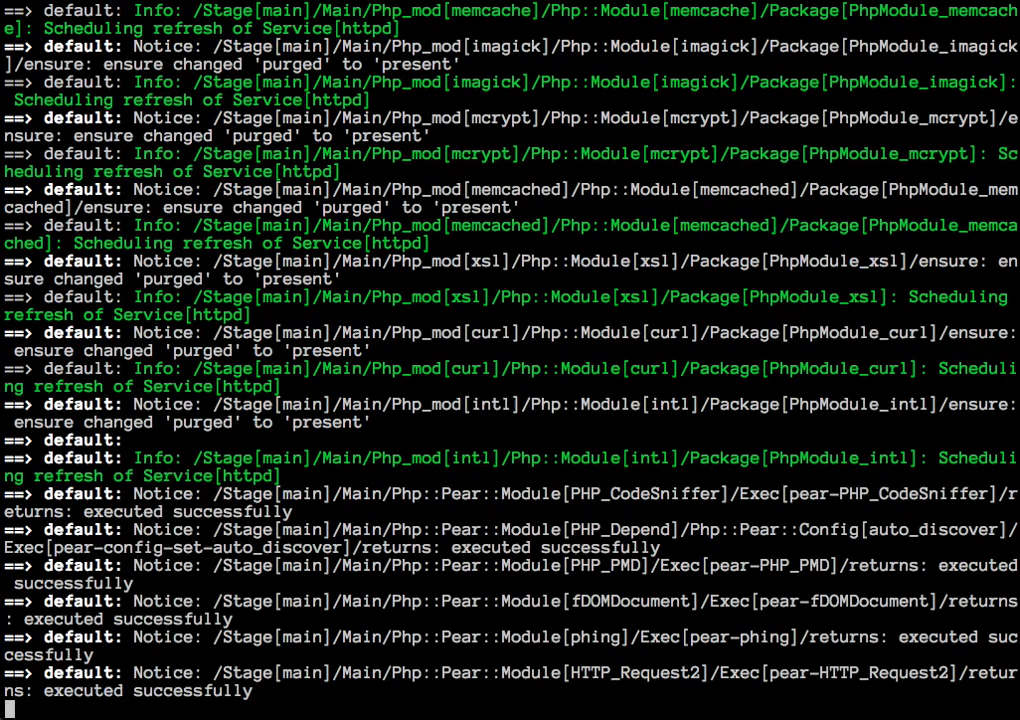 ==> default: Info: /Stage[main]/Main/Php_mod[memcache]/Php::Module[memcache]/Package[PhpModule_memcach
e]: Scheduling refresh of Service[httpd]
==> default: Notice: /Stage[main]/Main/Php_mod[imagick]/Php::Module[imagick]/Package[PhpModule_imagick
]/ensure: ensure changed 'purged' to 'present'
==> default: Info: /Stage[main]/Main/Php_mod[imagick]/Php::Module[imagick]/Package[PhpModule_imagick]:
 Scheduling refresh of Service[httpd]
==> default: Notice: /Stage[main]/Main/Php_mod[mcrypt]/Php::Module[mcrypt]/Package[PhpModule_mcrypt]/e
nsure: ensure changed 'purged' to 'present'
==> default: Info: /Stage[main]/Main/Php_mod[mcrypt]/Php::Module[mcrypt]/Package[PhpModule_mcrypt]: Sc
heduling refresh of Service[httpd]
==> default: Notice: /Stage[main]/Main/Php_mod[memcached]/Php::Module[memcached]/Package[PhpModule_mem
cached]/ensure: ensure changed 'purged' to 'present'
==> default: Info: /Stage[main]/Main/Php_mod[memcached]/Php::Module[memcached]/Package[PhpModule_memca
ched]: Scheduling refresh of Service[httpd]
==> default: Notice: /Stage[main]/Main/Php_mod[xsl]/Php::Module[xsl]/Package[PhpModule_xsl]/ensure: en
sure changed 'purged' to 'present'
==> default: Info: /Stage[main]/Main/Php_mod[xsl]/Php::Module[xsl]/Package[PhpModule_xsl]: Scheduling
refresh of Service[httpd]
==> default: Notice: /Stage[main]/Main/Php_mod[curl]/Php::Module[curl]/Package[PhpModule_curl]/ensure:
 ensure changed 'purged' to 'present'
==> default: Info: /Stage[main]/Main/Php_mod[curl]/Php::Module[curl]/Package[PhpModule_curl]: Scheduli
ng refresh of Service[httpd]
==> default: Notice: /Stage[main]/Main/Php_mod[intl]/Php::Module[intl]/Package[PhpModule_intl]/ensure:
 ensure changed 'purged' to 'present'
==> default:
==> default: Info: /Stage[main]/Main/Php_mod[intl]/Php::Module[intl]/Package[PhpModule_intl]: Scheduli
ng refresh of Service[httpd]
==> default: Notice: /Stage[main]/Main/Php::Pear::Module[PHP_CodeSniffer]/Exec[pear-PHP_CodeSniffer]/r
eturns: executed successfully
==> default: Notice: /Stage[main]/Main/Php::Pear::Module[PHP_Depend]/Php::Pear::Config[auto_discover]/
Exec[pear-config-set-auto_discover]/returns: executed successfully
==> default: Notice: /Stage[main]/Main/Php::Pear::Module[PHP_PMD]/Exec[pear-PHP_PMD]/returns: executed
 successfully
==> default: Notice: /Stage[main]/Main/Php::Pear::Module[fDOMDocument]/Exec[pear-fDOMDocument]/returns
: executed successfully
==> default: Notice: /Stage[main]/Main/Php::Pear::Module[phing]/Exec[pear-phing]/returns: executed suc
cessfully
==> default: Notice: /Stage[main]/Main/Php::Pear::Module[HTTP_Request2]/Exec[pear-HTTP_Request2]/retur
ns: executed successfully